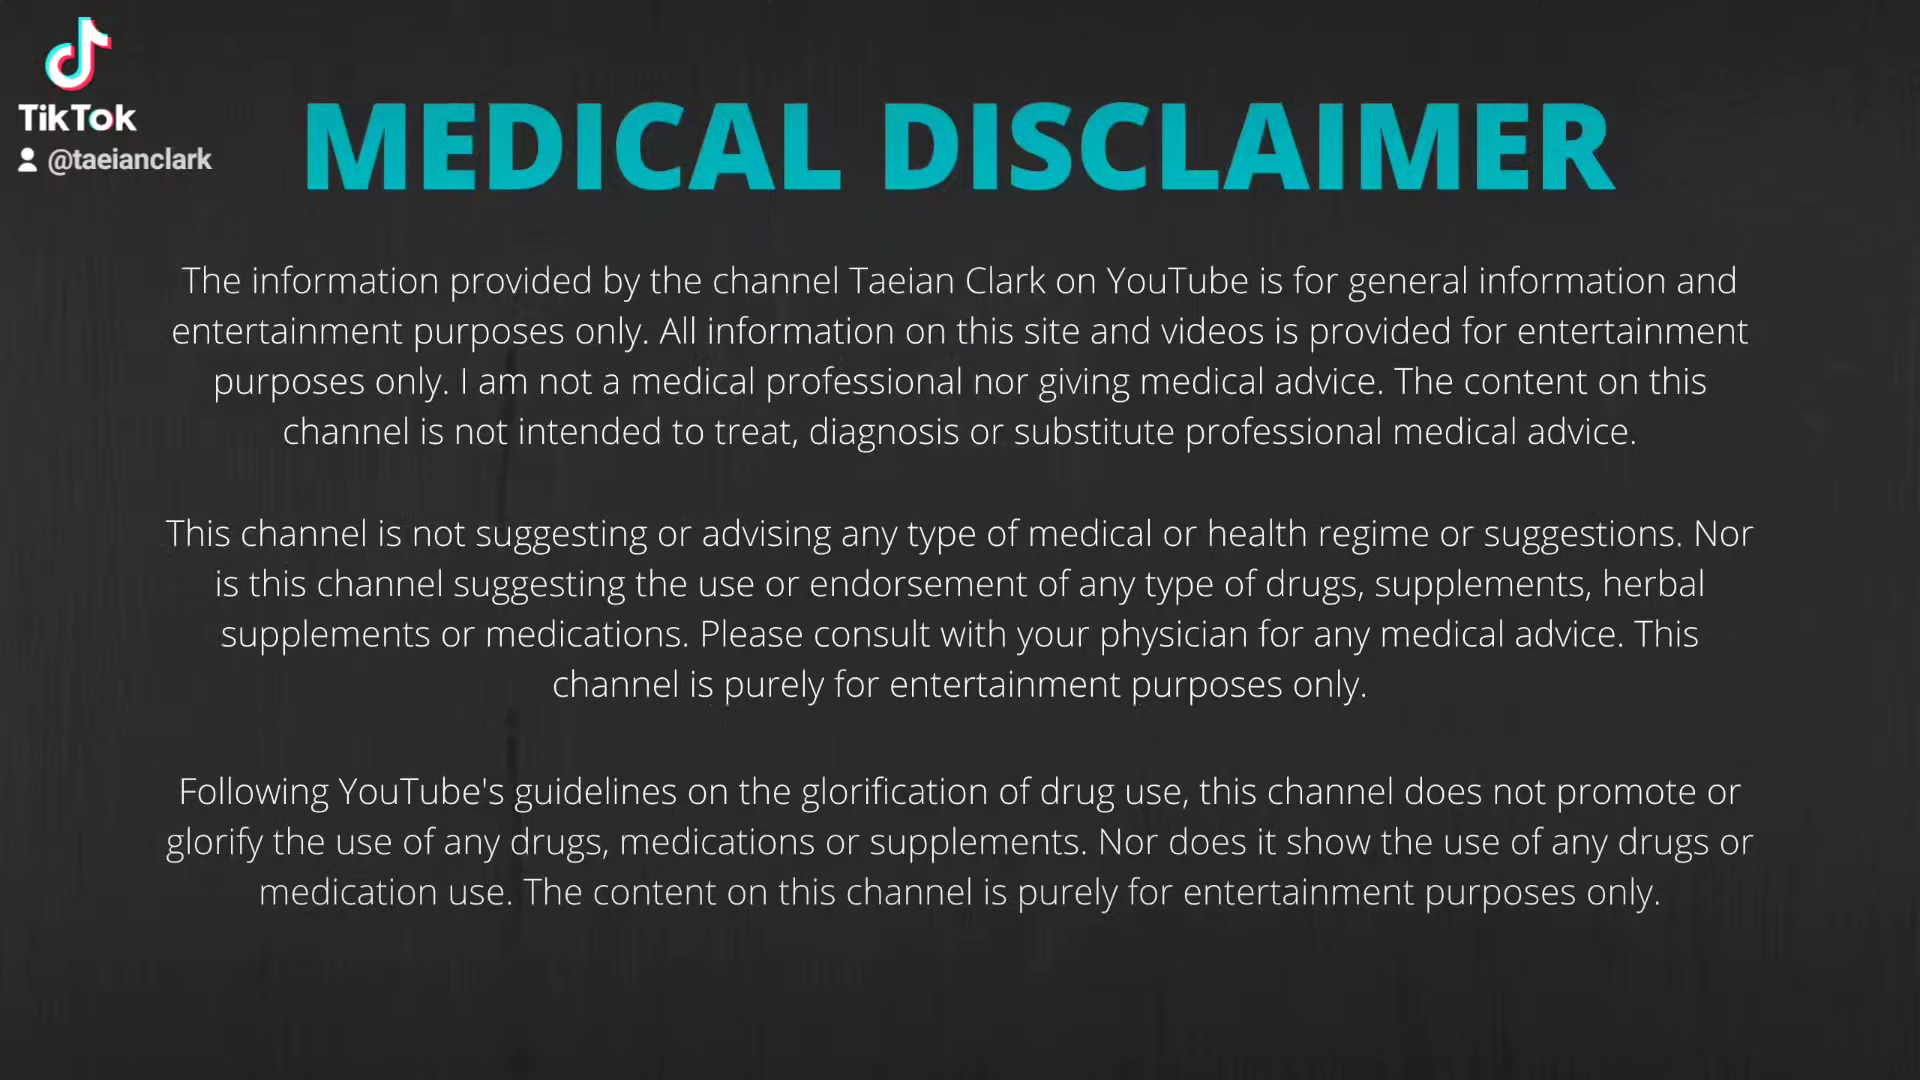 TikTok
@taeianclark
MEDICAL DISCLAIMER
The information provided by the channel Taeian Clark on YouTube is for general information and
entertainment purposes only. All information on this site and videos is provided for entertainment
purposes only. I am not a medical professional nor giving medical advice. The content on this
channel is not intended to treat, diagnosis or substitute professional medical advice.
This channel is not suggesting or advising any type of medical or health regime or suggestions. Nor
is this channel suggesting the use or endorsement of any type of drugs, supplements, herbal
supplements or medications. Please consult with your physician for any medical advice. This
channel is purely for entertainment purposes only.
Following YouTube's guidelines on the glorification of drug use, this channel does not promote or
glorify the use of any drugs, medications or supplements. Nor does it show the use of any drugs or
medication use. The content on this channel is purely for entertainment purposes only.